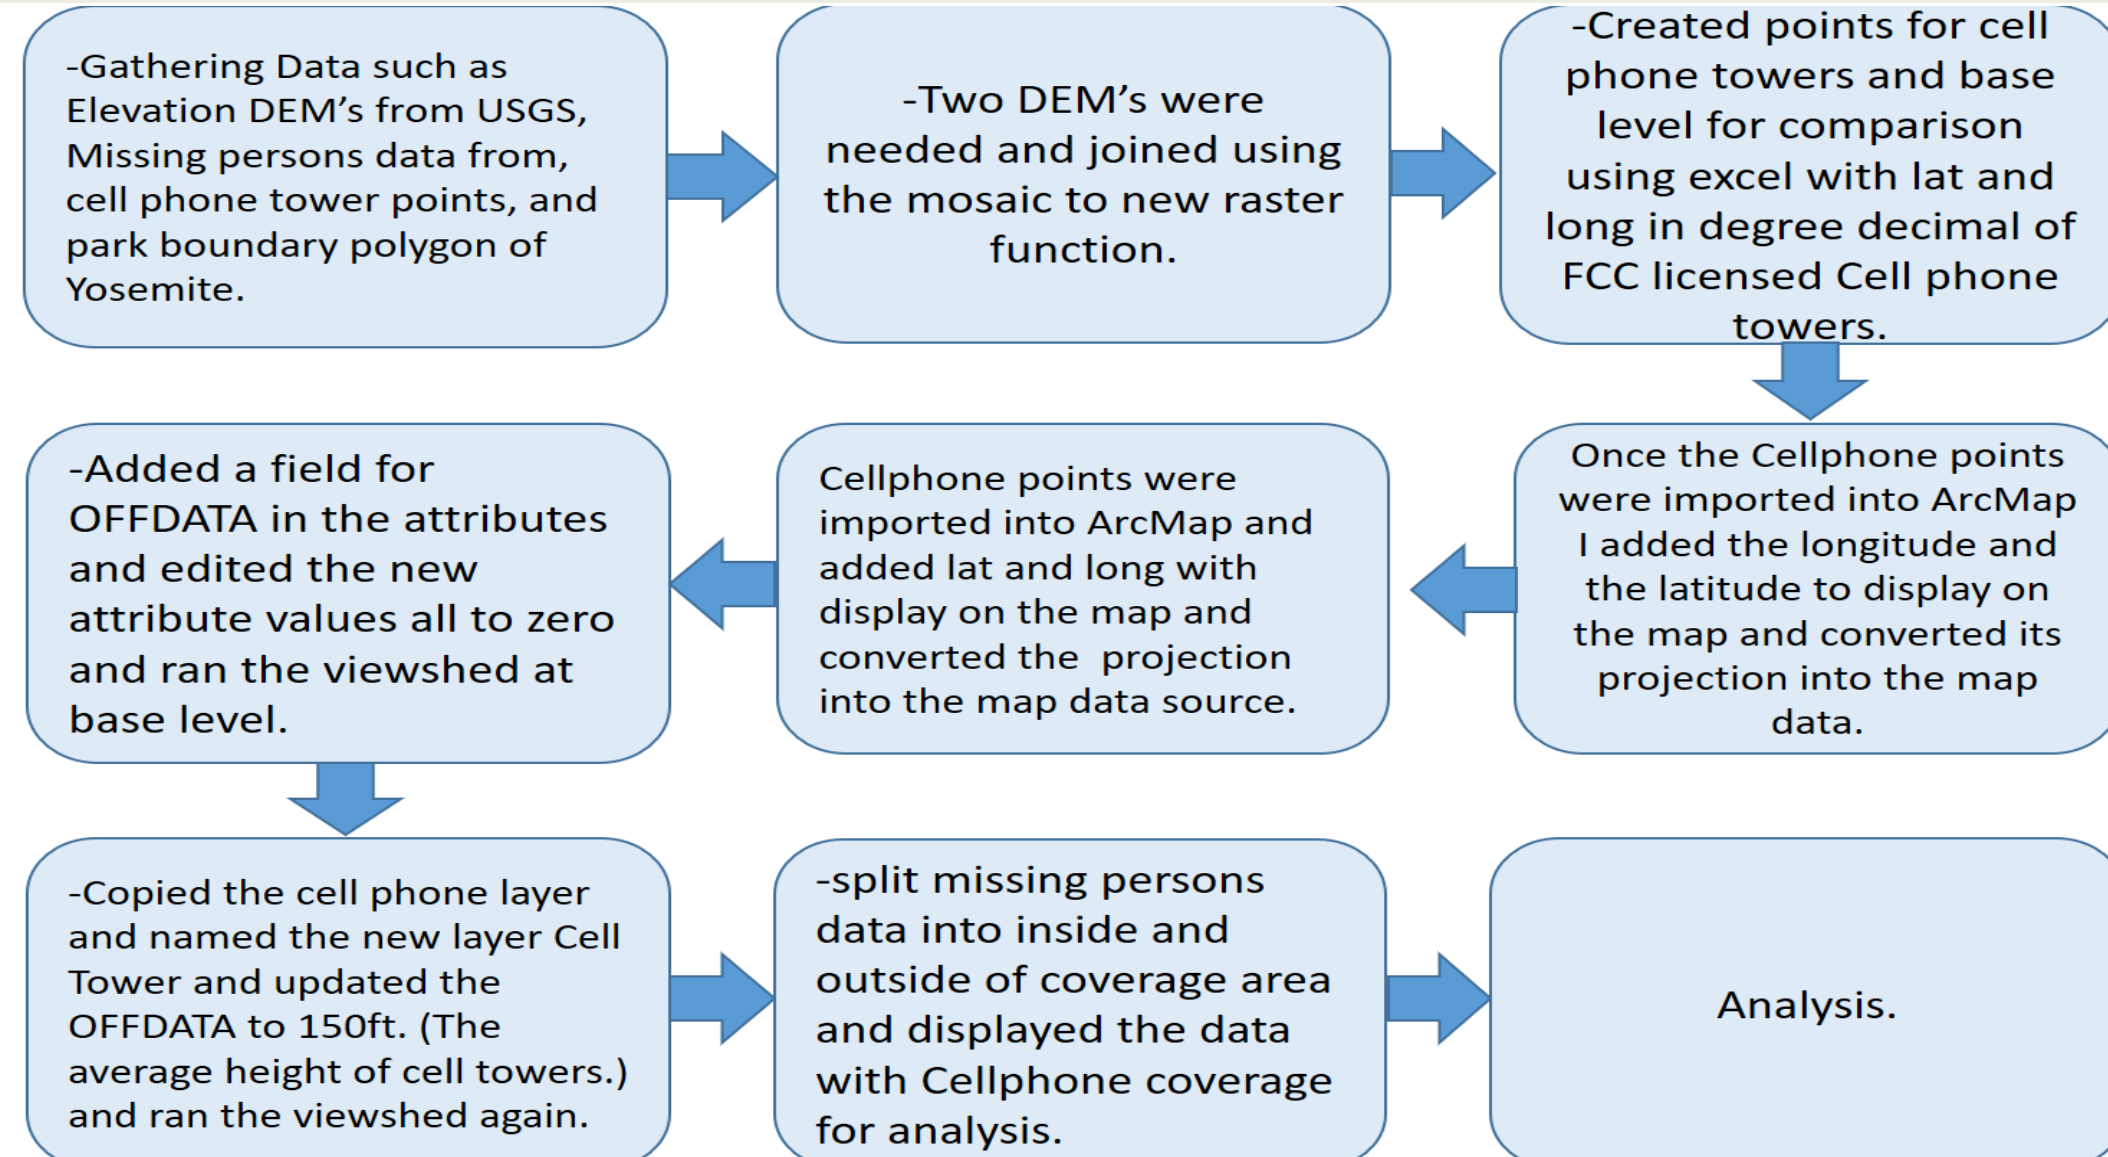 -Gathering Data such as
Elevation DEM’s from USGS,
Missing persons data from,
cell phone tower points, and
park boundary polygon of
Yosemite.
-Two DEM’s were
needed and joined using
the mosaic to new raster
function.
-Created points for cell
phone towers and base
level for comparison
using excel with lat and
long in degree decimal of
FCC licensed Cell phone
towers.
Once the Cellphone points
were imported into ArcMap
I added the longitude and
the latitude to display on
the map and converted its
projection into the map
data.
Cellphone points were
imported into ArcMap and
added lat and long with
display on the map and
converted the  projection
into the map data source.
-Added a field for
OFFDATA in the attributes
and edited the new
attribute values all to zero
and ran the viewshed at
base level.
-Copied the cell phone layer
and named the new layer Cell
Tower and updated the
OFFDATA to 150ft. (The
average height of cell towers.)
and ran the viewshed again.
-split missing persons
data into inside and
outside of coverage area
and displayed the data
with Cellphone coverage
for analysis.
Analysis.